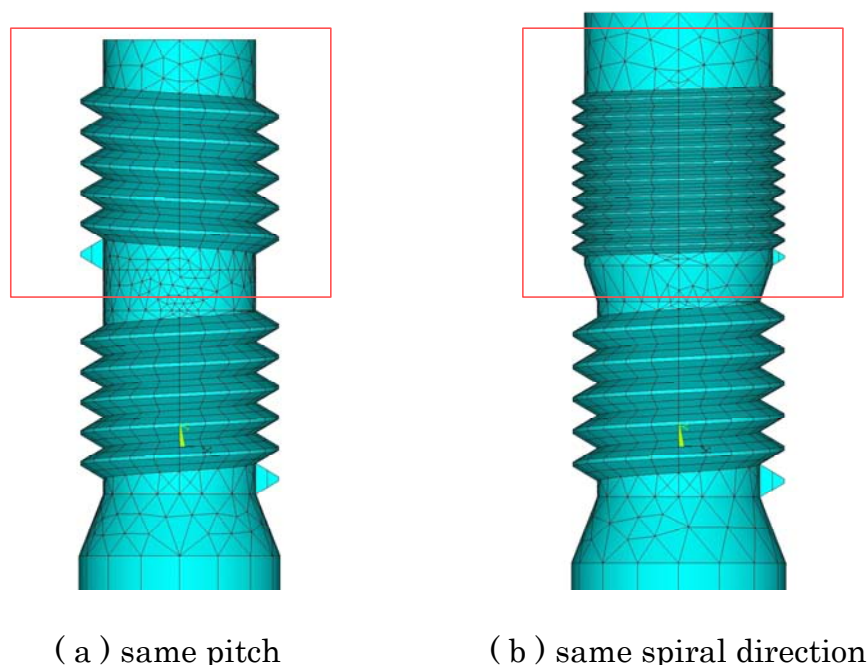 ( a ) same pitch
( b ) same spiral direction